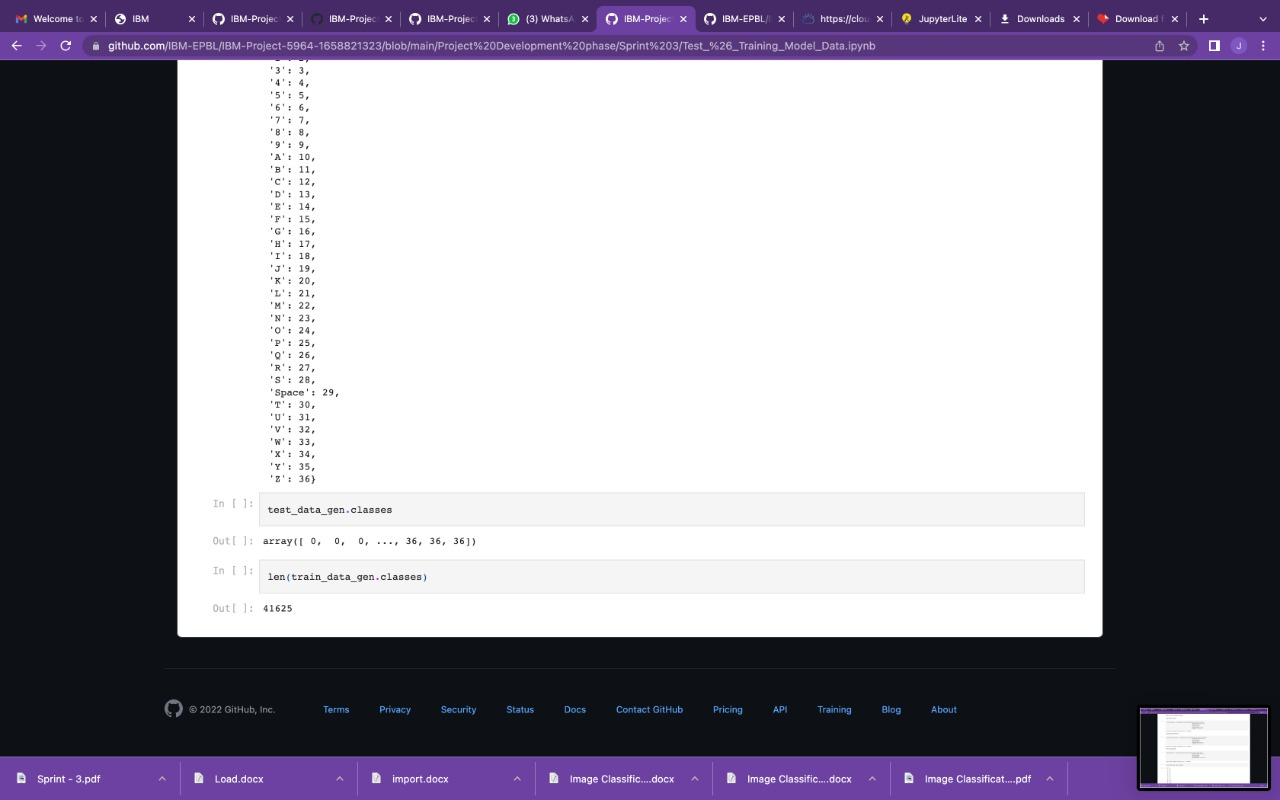 Welcome to
IBM
IBM-Projec
IBM-Projec
IBM-Projec
(3) WhatsA
IBM-Projec
IBM-EPBL/I
https://clou
JupyterLite
Downloads
Download f
github.com/IBM-EPBL/IBM-Project-5964-1658821323/blob/main/Project%20Development%20phase/Sprint%203/Test_%26_Training_Model_Data.ipynb
J
'3': 3,
'4': 4,
'5': 5,
'6': 6,
'7': 7,
'8': 8,
'9': 9,
'A': 10,
'B': 11,
'C': 12,
'D': 13,
'E': 14,
'F': 15,
'G': 16,
'H': 17,
'I': 18,
'J': 19,
'K': 20,
'L': 21,
'M': 22,
'N': 23,
'O': 24,
'P': 25,
'Q': 26,
'R': 27,
'S': 28,
'Space': 29,
'T': 30,
'U': 31,
'V': 32,
'W': 33,
'X': 34,
'Y': 35,
'Z': 36}
In [ ]: test_data_gen.classes
Out[ ]: array([ 0,  0,  0, ..., 36, 36, 36])
In [ ]: len(train_data_gen.classes)
Out[ ]: 41625
© 2022 GitHub, Inc. Terms Privacy Security Status Docs Contact GitHub Pricing API Training Blog About
Sprint - 3.pdf
Load.docx
import.docx
Image Classific....docx
Image Classific....docx
Image Classificat....pdf